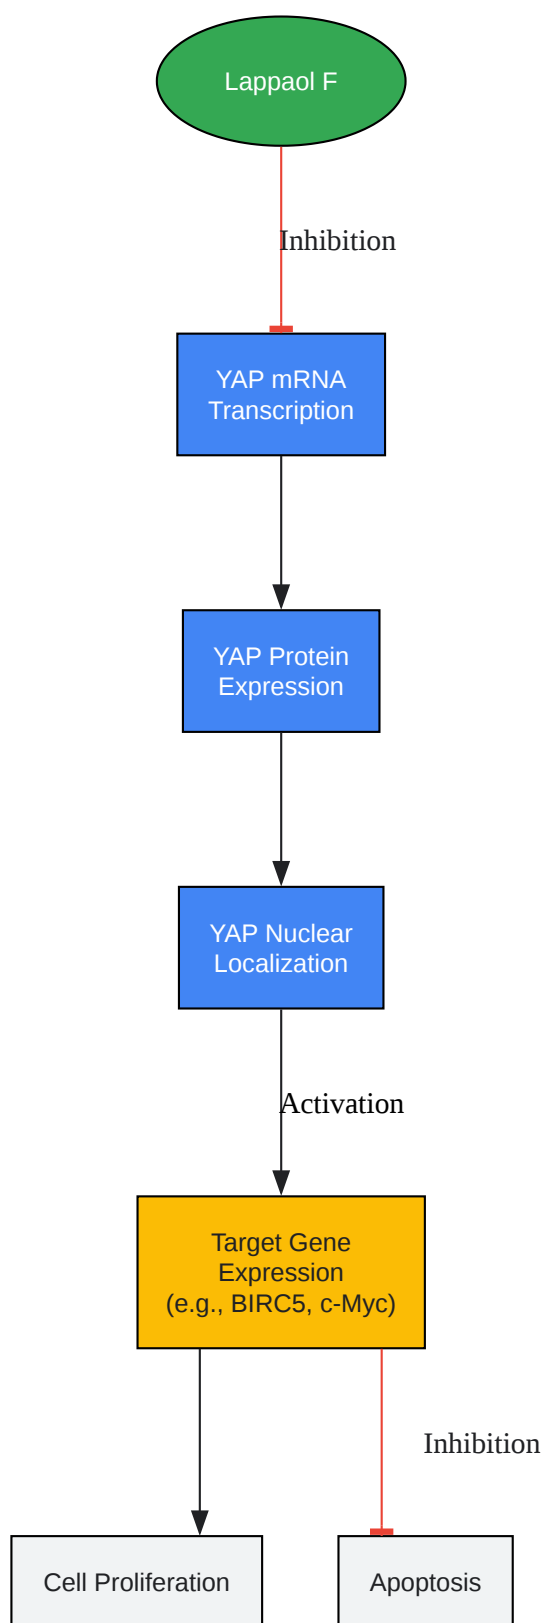 Lappaol F
Inhibition
YAP mRNA
Transcription
YAP Protein
Expression
YAP Nuclear
Localization
Activation
Target Gene
Expression
(e.g., BIRC5, c-Myc)
Inhibition
Cell Proliferation
Apoptosis